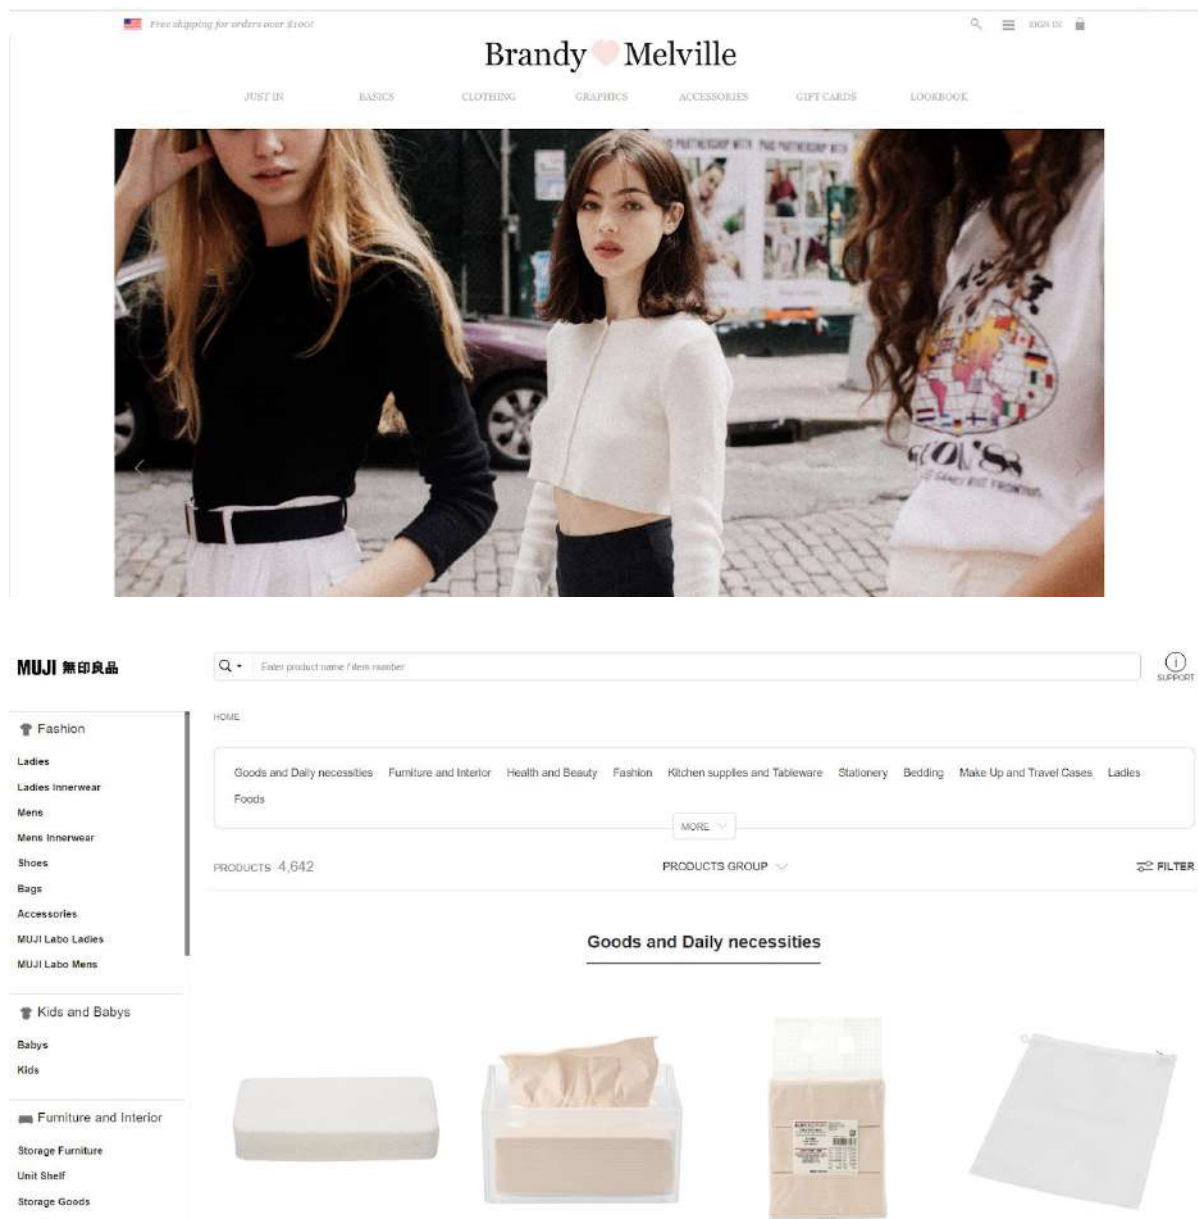 Free shipping for orders over $100!
SIGN IN
Brandy Melville
JUST IN BASICS CLOTHING GRAPHICS ACCESSORIES GIFT CARDS LOOKBOOK
PAID PARTNERSHIP WITH
MUJI 無印良品
Enter product name / item number
SUPPORT
HOME
Fashion
Ladies
Ladies Innerwear
Mens
Mens Innerwear
Shoes
Bags
Accessories
MUJI Labo Ladies
MUJI Labo Mens
Kids and Babys
Babys
Kids
Furniture and Interior
Storage Furniture
Unit Shelf
Storage Goods
Goods and Daily necessities Furniture and Interior Health and Beauty Fashion Kitchen supplies and Tableware Stationery Bedding Make Up and Travel Cases Ladies
Foods
MORE
PRODUCTS 4,642 PRODUCTS GROUP FILTER
Goods and Daily necessities